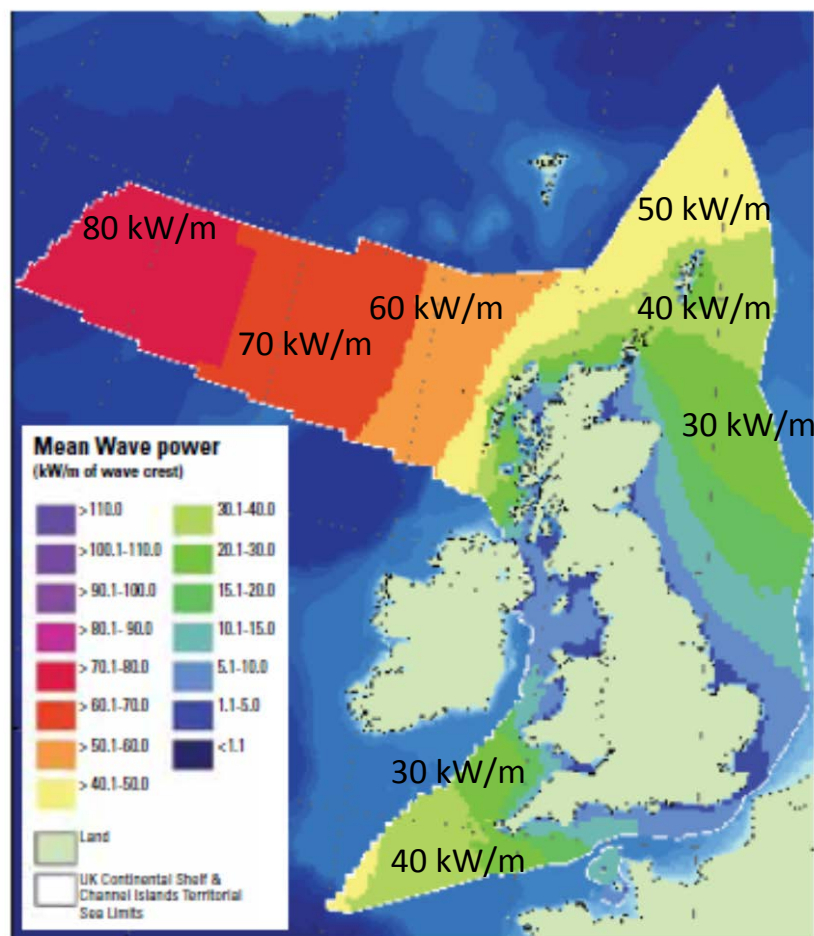 80 kW/m
50 kW/m
60 kW/m
40 kW/m
70 kW/m
30 kW/m
Mean Wave power
(kW/m of wave crest)
>110.0
>100.1-110.0
> 90.1-100.0
> 80.1- 90.0
> 70.1-80.0
> 60.1-70.0
> 50.1-60.0
> 40.1-50.0
30.1-40.0
20.1-30.0
15.1-20.0
10.1-15.0
5.1-10.0
1.1-5.0
<1.1
Land
UK Continental Shelf &
Channel Islands Territorial
Sea Limits
30 kW/m
40 kW/m